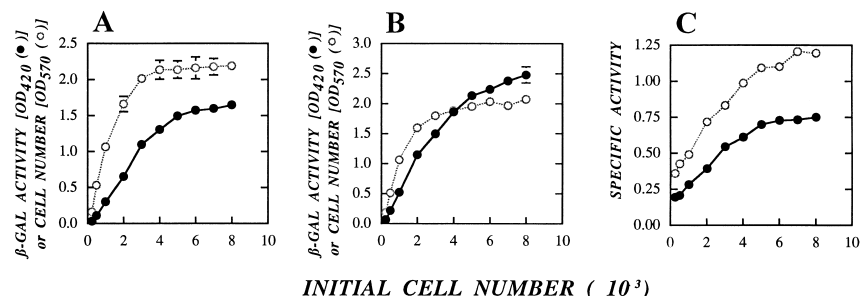 A
B
C
β-GAL ACTIVITY [OD420 (●)]
or CELL NUMBER [OD570 (○)]
2.5
2.0
1.5
1.0
0.5
0.0
0 2 4 6 8 10
β-GAL ACTIVITY [OD420 (●)]
or CELL NUMBER [OD570 (○)]
3.0
2.5
2.0
1.5
1.0
0.5
0.0
0 2 4 6 8 10
SPECIFIC ACTIVITY
1.25
1.00
0.75
0.50
0.25
0.00
0 2 4 6 8 10
INITIAL CELL NUMBER ( 10³)